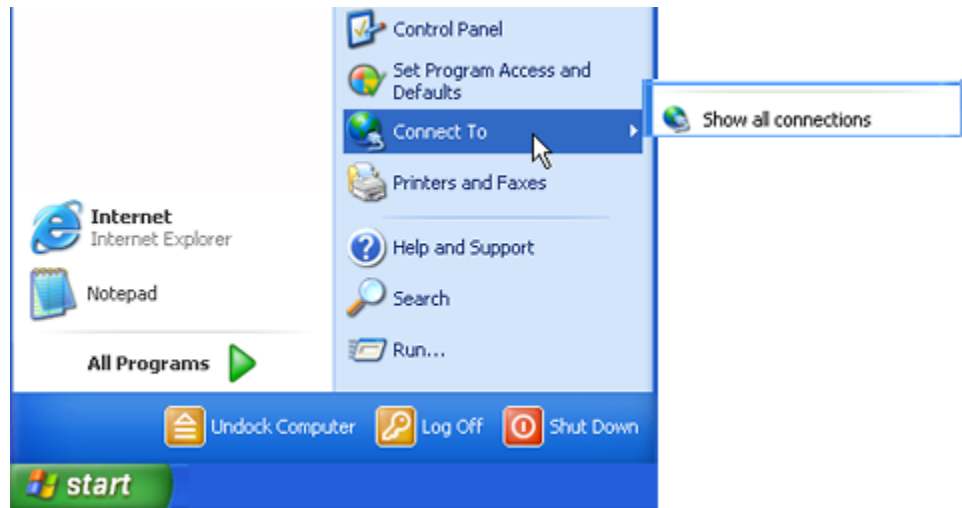 Control Panel
Set Program Access and
Defaults
Connect To
Show all connections
Printers and Faxes
Internet
Internet Explorer
Help and Support
Notepad
Search
All Programs
Run...
Undock Computer
Log Off
Shut Down
start